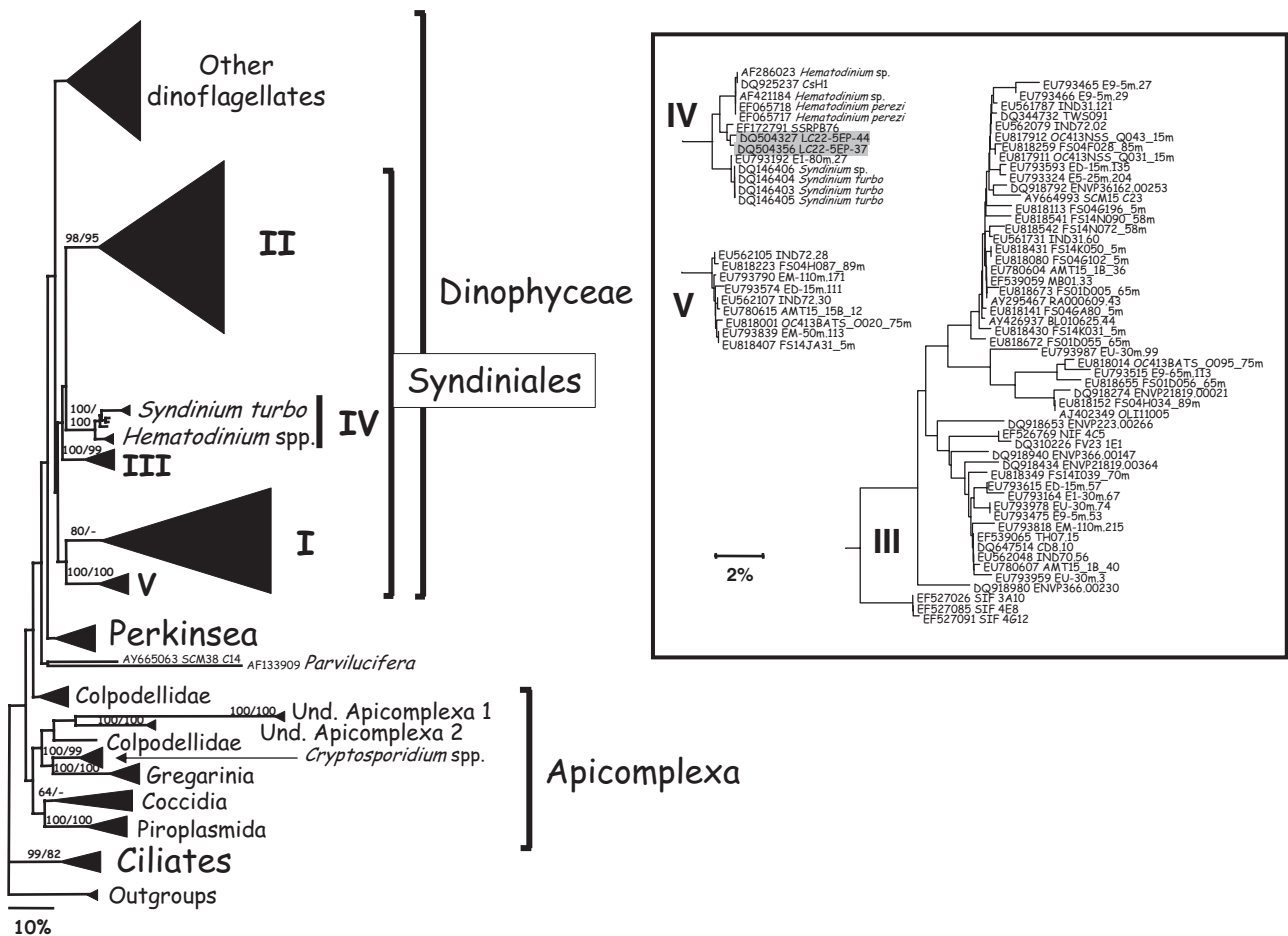 Other
dinoflagellates
98/95
II
Dinophyceae
Syndiniales
100/
100
Syndinium turbo
Hematodinium spp.
IV
100/99
III
80/-
I
100/100
V
Perkinsea
AY665063 SCM38 C14
AF133909 Parvilucifera
Colpodellidae
100/100
Und. Apicomplexa 1
100/100
Und. Apicomplexa 2
Colpodellidae
100/99
Cryptosporidium spp.
100/100
Gregarinia
Apicomplexa
64/-
Coccidia
100/100
Piroplasmida
99/82
Ciliates
Outgroups
10%
IV
AF286023 Hematodinium sp.
DQ925237 CsH1
AF421184 Hematodinium sp.
EF065718 Hematodinium perezi
EF065717 Hematodinium perezi
EF172791 SSRPB76
DQ504327 LC22-5EP-44
DQ504356 LC22-5EP-37
EU793192 E1-80m.27
DQ146406 Syndinium sp.
DQ146404 Syndinium turbo
DQ146403 Syndinium turbo
DQ146405 Syndinium turbo
V
EU562105 IND72.28
EU818223 FS04H087_89m
EU793790 EM-110m.171
EU793574 ED-15m.111
EU562107 IND72.30
EU780615 AMT15_15B_12
EU818001 OC413BATS_O020_75m
EU793839 EM-50m.113
EU818407 FS14JA31_5m
2%
III
EU793465 E9-5m.27
EU793466 E9-5m.29
EU561787 IND31.121
DQ344732 TWS091
EU562079 IND72.02
EU817912 OC413NSS_Q043_15m
EU818259 FS04F028_85m
EU817911 OC413NSS_Q031_15m
EU793593 ED-15m.135
EU793324 E5-25m.204
DQ918792 ENVP36162.00253
AY664993 SCM15 C23
EU818113 FS04G196_5m
EU818541 FS14N090_58m
EU818542 FS14N072_58m
EU561731 IND31.60
EU818431 FS14K050_5m
EU818080 FS04G102_5m
EU780604 AMT15_1B_36
EF539059 MB01.33
EU818673 FS01D005_65m
AY295467 RA000609.43
EU818141 FS04GA80_5m
AY426937 BL010625.44
EU818430 FS14K031_5m
EU818672 FS01D055_65m
EU793987 EU-30m.99
EU818014 OC413BATS_O095_75m
EU793515 E9-65m.113
EU818655 FS01D056_65m
DQ918274 ENVP21819.00021
EU818152 FS04H034_89m
AJ402349 OLI11005
DQ918653 ENVP223.00266
EF526769 NIF 4C5
DQ310226 FV23 1E1
DQ918940 ENVP366.00147
DQ918434 ENVP21819.00364
EU818349 FS14I039_70m
EU793615 ED-15m.57
EU793164 E1-30m.67
EU793978 EU-30m.74
EU793475 E9-5m.53
EU793818 EM-110m.215
EF539065 TH07.15
DQ647514 CD8.10
EU562048 IND70.56
EU780607 AMT15_1B_40
EU793959 EU-30m.3
DQ918980 ENVP366.00230
EF527026 SIF 3A10
EF527085 SIF 4E8
EF527091 SIF 4G12